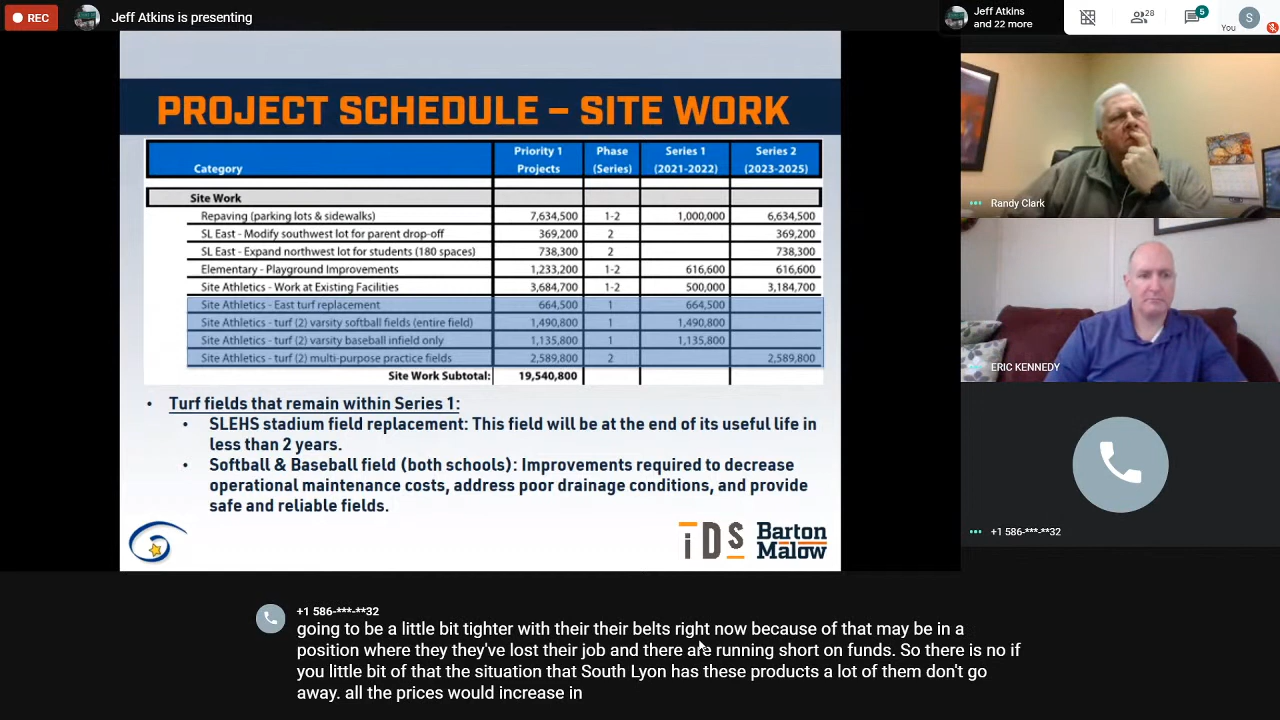 REC
Jeff Atkins is presenting
Jeff Atkins
and 22 more
28
5
S
You
PROJECT SCHEDULE – SITE WORK
Category Priority 1 Projects Phase (Series) Series 1 (2021-2022) Series 2 (2023-2025)
Site Work
Repaving (parking lots & sidewalks) 7,634,500 1-2 1,000,000 6,634,500
SL East - Modify southwest lot for parent drop-off 369,200 2 369,200
SL East - Expand northwest lot for students (180 spaces) 738,300 2 738,300
Elementary - Playground Improvements 1,233,200 1-2 616,600 616,600
Site Athletics - Work at Existing Facilities 3,684,700 1-2 500,000 3,184,700
Site Athletics - East turf replacement 664,500 1 664,500
Site Athletics - turf (2) varsity softball fields (entire field) 1,490,800 1 1,490,800
Site Athletics - turf (2) varsity baseball infield only 1,135,800 1 1,135,800
Site Athletics - turf (2) multi-purpose practice fields 2,589,800 2 2,589,800
Site Work Subtotal: 19,540,800
• Turf fields that remain within Series 1:
• SLEHS stadium field replacement: This field will be at the end of its useful life in
less than 2 years.
• Softball & Baseball field (both schools): Improvements required to decrease
operational maintenance costs, address poor drainage conditions, and provide
safe and reliable fields.
iDS
Barton
Malow
Randy Clark
ERIC KENNEDY
+1 586-***-**32
+1 586-***-**32
going to be a little bit tighter with their their belts right now because of that may be in a
position where they they've lost their job and there are running short on funds. So there is no if
you little bit of that the situation that South Lyon has these products a lot of them don't go
away. all the prices would increase in